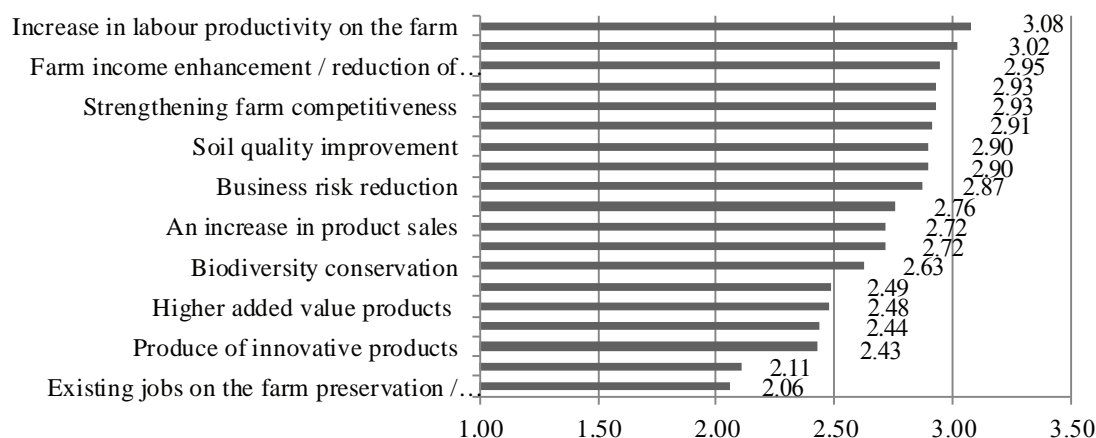 Increase in labour productivity on the farm 3.08
3.02
Farm income enhancement / reduction of… 2.95
2.93
Strengthening farm competitiveness 2.93
2.91
Soil quality improvement 2.90
2.90
Business risk reduction 2.87
2.76
An increase in product sales 2.72
2.72
Biodiversity conservation 2.63
2.49
Higher added value products 2.48
2.44
Produce of innovative products 2.43
2.11
Existing jobs on the farm preservation /… 2.06
1.00 1.50 2.00 2.50 3.00 3.50